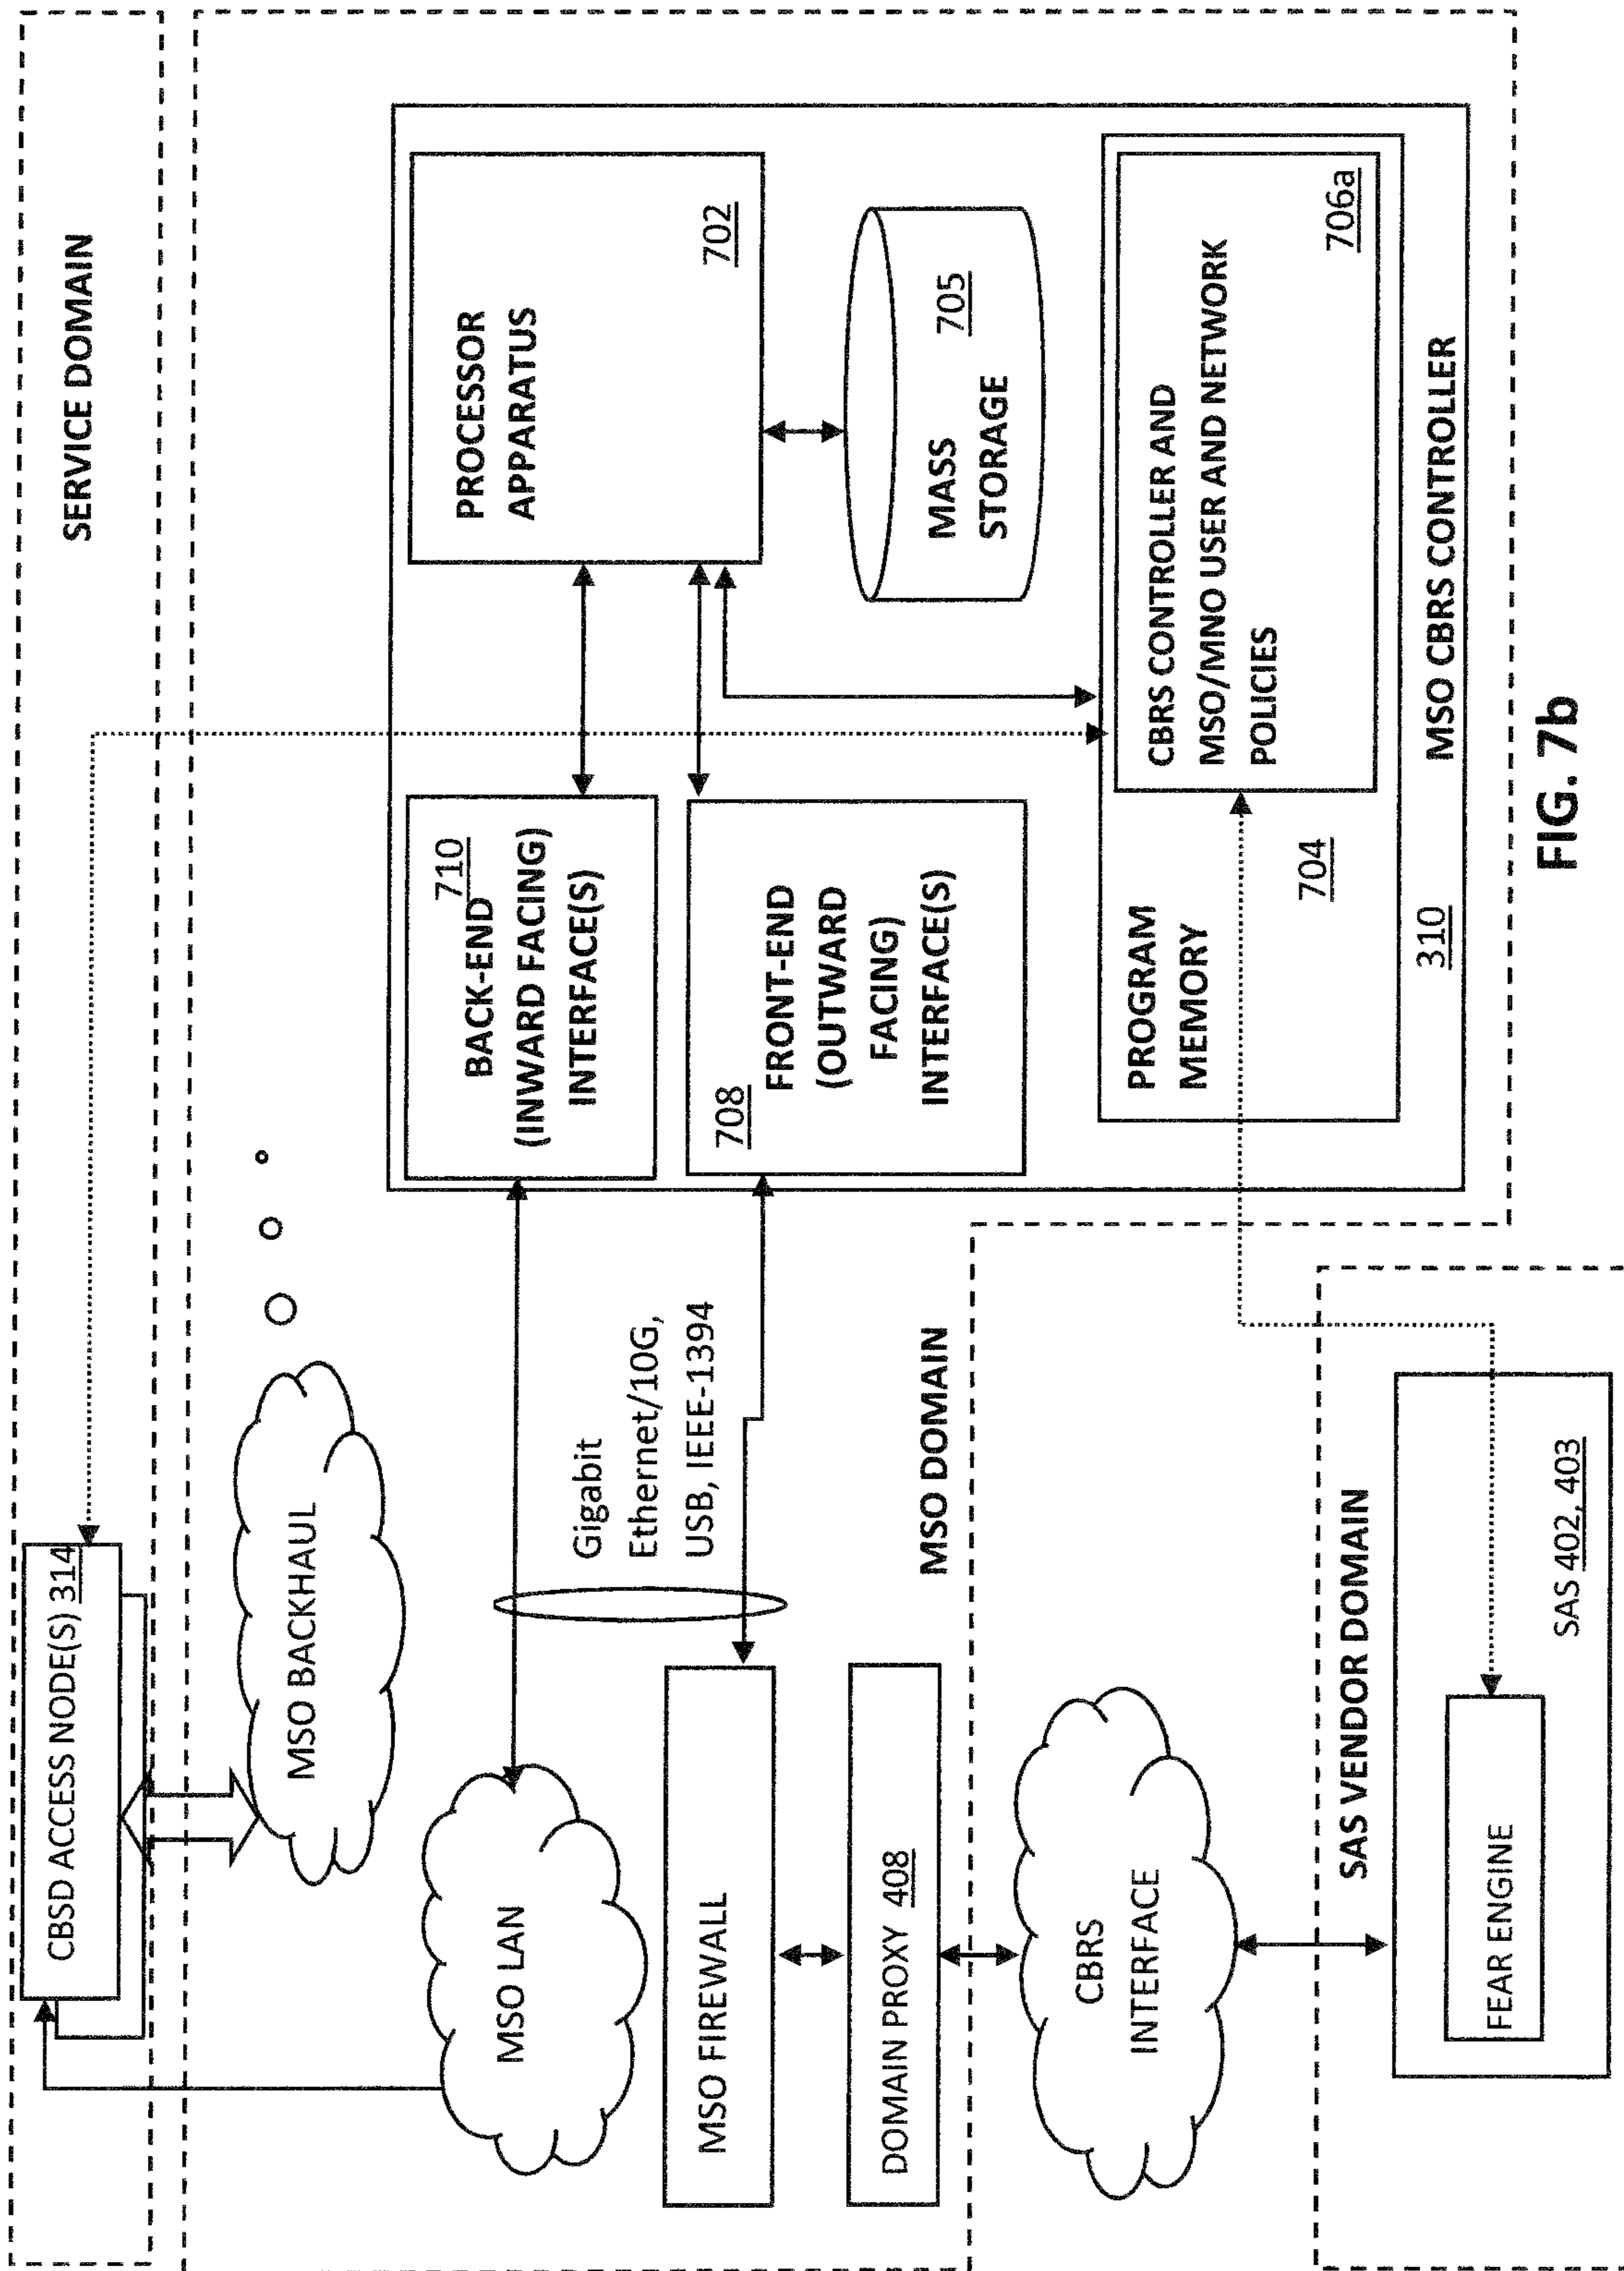 SERVICE DOMAIN
CBSD ACCESS NODE(S) 314
MSO BACKHAUL
MSO LAN
Gigabit
Ethernet/10G,
USB, IEEE-1394
MSO FIREWALL
DOMAIN PROXY 408
MSO DOMAIN
710
BACK-END
(INWARD FACING)
INTERFACE(S)
PROCESSOR
APPARATUS
702
708
FRONT-END
(OUTWARD
FACING)
INTERFACE(S)
MASS
STORAGE
705
PROGRAM
MEMORY
704
CBRS CONTROLLER AND
MSO/MNO USER AND NETWORK
POLICIES
706a
310
MSO CBRS CONTROLLER
CBRS
INTERFACE
SAS VENDOR DOMAIN
FEAR ENGINE
SAS 402, 403
FIG. 7b